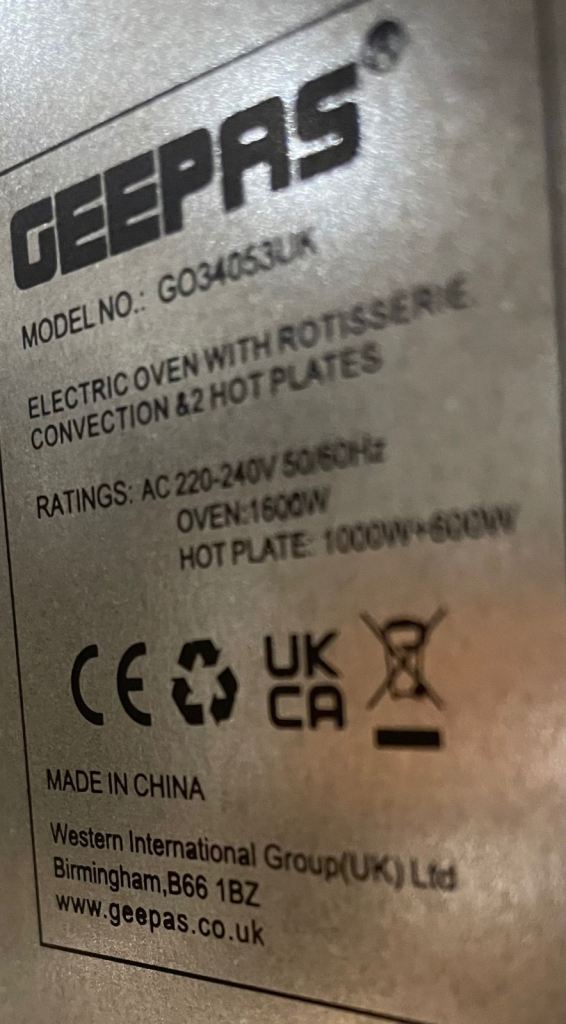 GEEPAS®
MODEL NO.: GO34053UK
ELECTRIC OVEN WITH ROTISSERIE
CONVECTION &2 HOT PLATES
RATINGS: AC 220-240V 50/60Hz
OVEN:1600W
HOT PLATE: 1000W+600W
CE UK
CA
MADE IN CHINA
Western International Group(UK) Ltd
Birmingham,B66 1BZ
www.geepas.co.uk